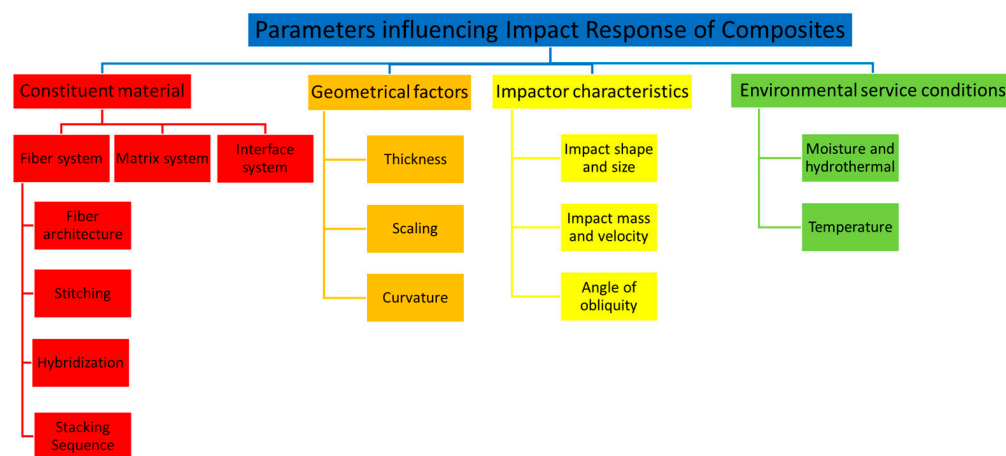 Parameters influencing Impact Response of Composites
Constituent material
Geometrical factors
Impactor characteristics
Environmental service conditions
Fiber system
Matrix system
Interface
system
Fiber
architecture
Stitching
Hybridization
Stacking
Sequence
Thickness
Scaling
Curvature
Impact shape
and size
Impact mass
and velocity
Angle of
obliquity
Moisture and
hydrothermal
Temperature